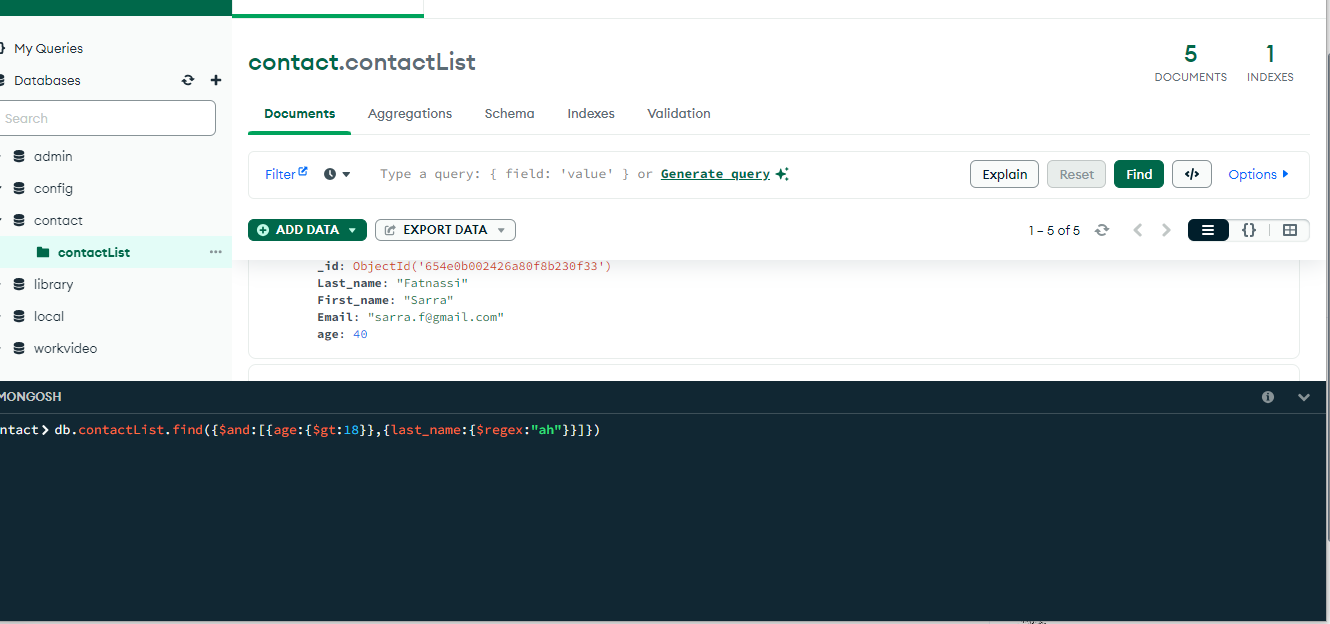 My Queries
Databases
Search
admin
config
contact
contactList
library
local
workvideo
contact.contactList
5
DOCUMENTS
1
INDEXES
Documents
Aggregations
Schema
Indexes
Validation
Filter
Type a query: { field: 'value' } or Generate query
Explain
Reset
Find
</>
Options
ADD DATA
EXPORT DATA
1 – 5 of 5
{}
_id: ObjectId('654e0b002426a80f8b230f33')
Last_name: "Fatnassi"
First_name: "Sarra"
Email: "sarra.f@gmail.com"
age: 40
MONGOSH
ntact> db.contactList.find({$and:[{age:{$gt:18}},{last_name:{$regex:"ah"}}]})